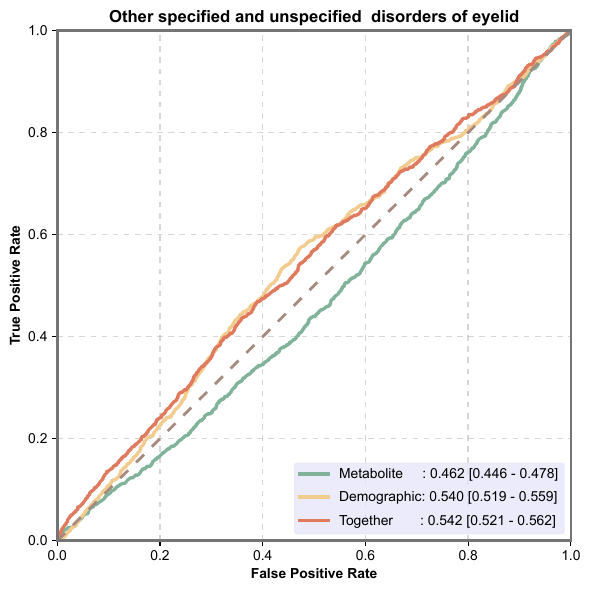 Other specified and unspecified  disorders of eyelid
1.0
0.8
0.6
0.4
0.2
0.0
True Positive Rate
Metabolite : 0.462 [0.446 - 0.478]
Demographic: 0.540 [0.519 - 0.559]
Together : 0.542 [0.521 - 0.562]
0.0 0.2 0.4 0.6 0.8 1.0
False Positive Rate